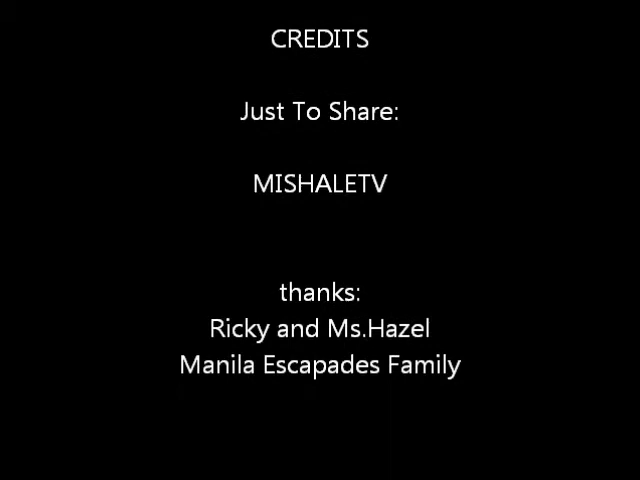 CREDITS
Just To Share:
MISHALETV
thanks:
Ricky and Ms.Hazel
Manila Escapades Family